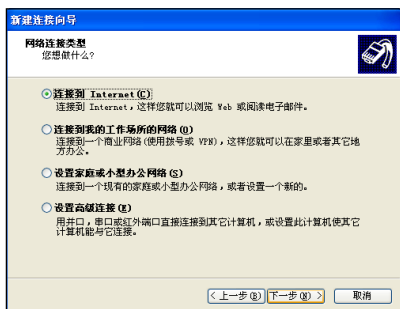 新建连接向导
网络连接类型
您想做什么?
连接到 Internet(C)
连接到 Internet,这样您就可以浏览 Web 或阅读电子邮件。
连接到我的工作场所的网络(O)
连接到一个商业网络(使用拨号或 VPN),这样您就可以在家里或者其它地
方办公。
设置家庭或小型办公网络(S)
连接到一个现有的家庭或小型办公网络,或者设置一个新的。
设置高级连接(E)
用并口,串口或红外端口直接连接到其它计算机,或设置此计算机使其它
计算机能与它连接。
< 上一步(B) 下一步(N) > 取消